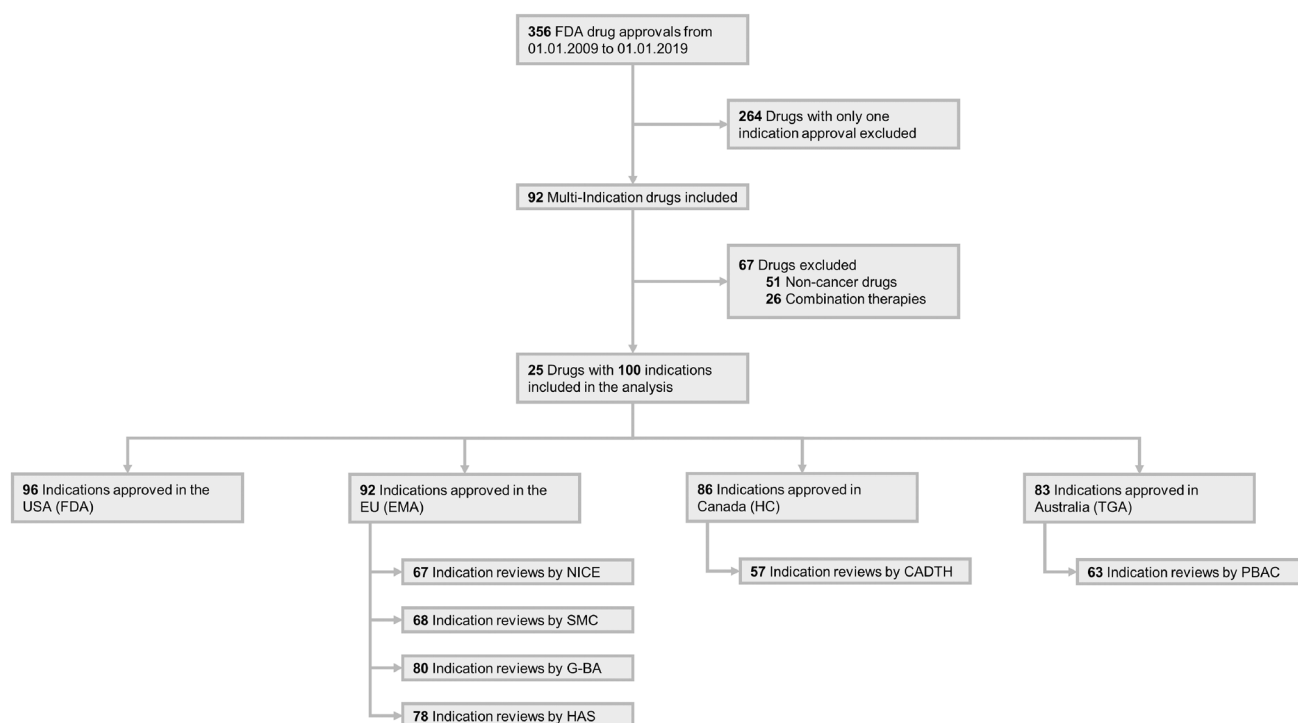 356 FDA drug approvals from
01.01.2009 to 01.01.2019
264 Drugs with only one
indication approval excluded
92 Multi-Indication drugs included
67 Drugs excluded
51 Non-cancer drugs
26 Combination therapies
25 Drugs with 100 indications
included in the analysis
96 Indications approved in the
USA (FDA)
92 Indications approved in the
EU (EMA)
67 Indication reviews by NICE
68 Indication reviews by SMC
80 Indication reviews by G-BA
78 Indication reviews by HAS
86 Indications approved in
Canada (HC)
57 Indication reviews by CADTH
83 Indications approved in
Australia (TGA)
63 Indication reviews by PBAC